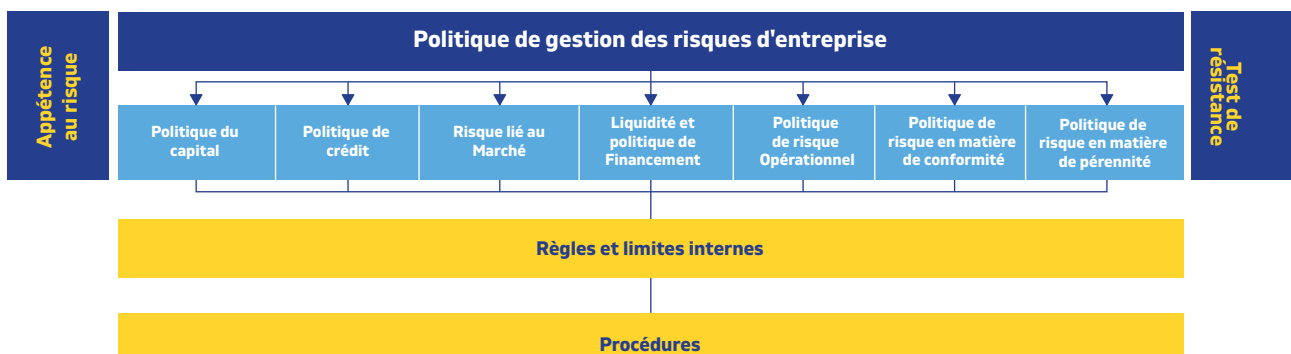 Appétence
au risque
Politique de gestion des risques d'entreprise
Test de
résistance
Politique du
capital
Politique de
crédit
Risque lié au
Marché
Liquidité et
politique de
Financement
Politique
de risque
Opérationnel
Politique de
risque en matière
de conformité
Politique de
risque en matière
de pérennité
Règles et limites internes
Procédures